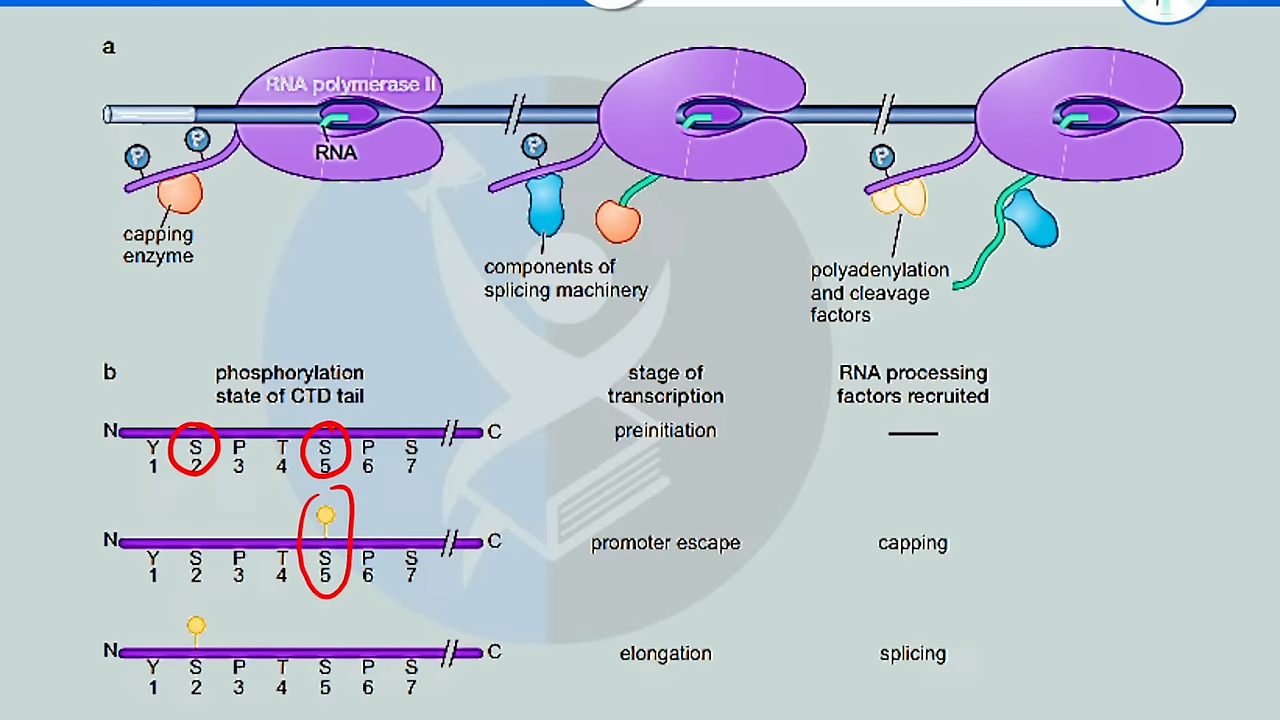 a
RNA polymerase II
P
P
RNA
P
P
capping
enzyme
components of
splicing machinery
polyadenylation
and cleavage
factors
b
phosphorylation
state of CTD tail
stage of
transcription
RNA processing
factors recruited
N C preinitiation —
Y S P T S P S
1 2 3 4 5 6 7
N C promoter escape capping
Y S P T S P S
1 2 3 4 5 6 7
N C elongation splicing
Y S P T S P S
1 2 3 4 5 6 7